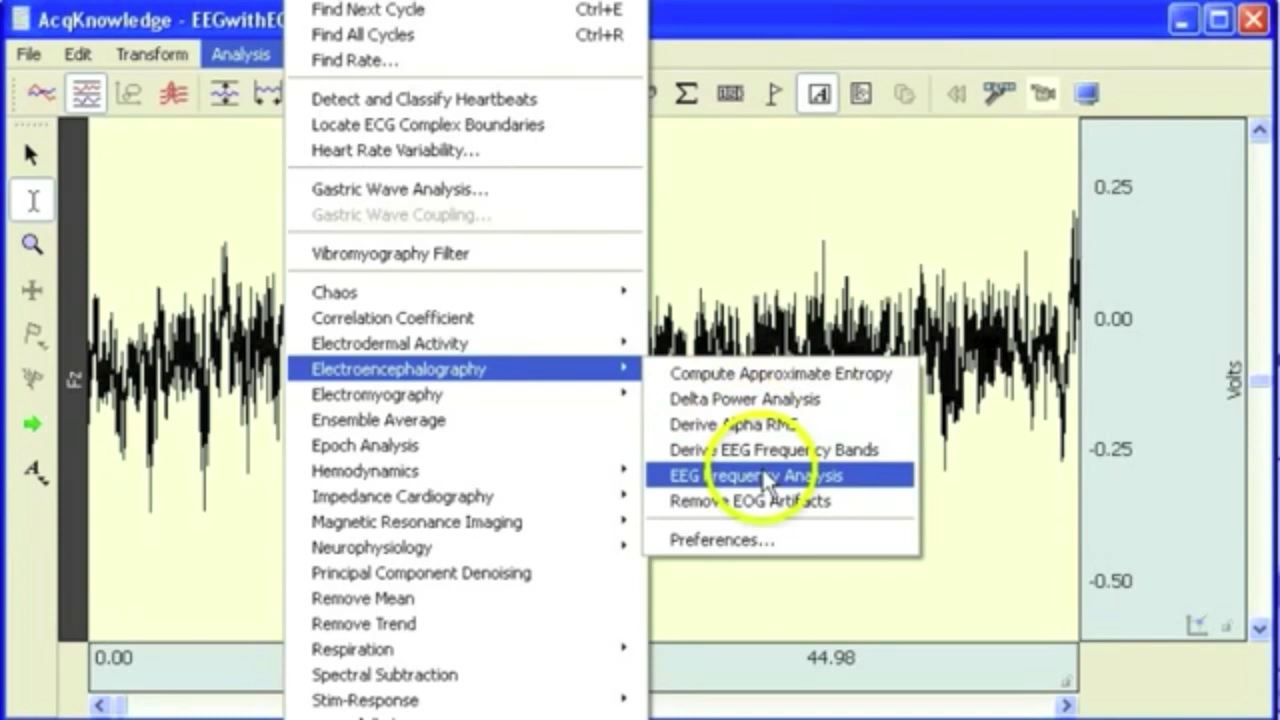 AcqKnowledge - EEGwithEO
File Edit Transform Analysis
Find Next Cycle Ctrl+E
Find All Cycles Ctrl+R
Find Rate...
Detect and Classify Heartbeats
Locate ECG Complex Boundaries
Heart Rate Variability...
Gastric Wave Analysis...
Gastric Wave Coupling...
Vibromyography Filter
Chaos
Correlation Coefficient
Electrodermal Activity
Electroencephalography
Electromyography
Ensemble Average
Epoch Analysis
Hemodynamics
Impedance Cardiography
Magnetic Resonance Imaging
Neurophysiology
Principal Component Denoising
Remove Mean
Remove Trend
Respiration
Spectral Subtraction
Stim-Response
Compute Approximate Entropy
Delta Power Analysis
Derive Alpha RMS
Derive EEG Frequency Bands
EEG Frequency Analysis
Remove EOG Artifacts
Preferences...
Fz
0.25
0.00
-0.25
-0.50
Volts
0.00
44.98